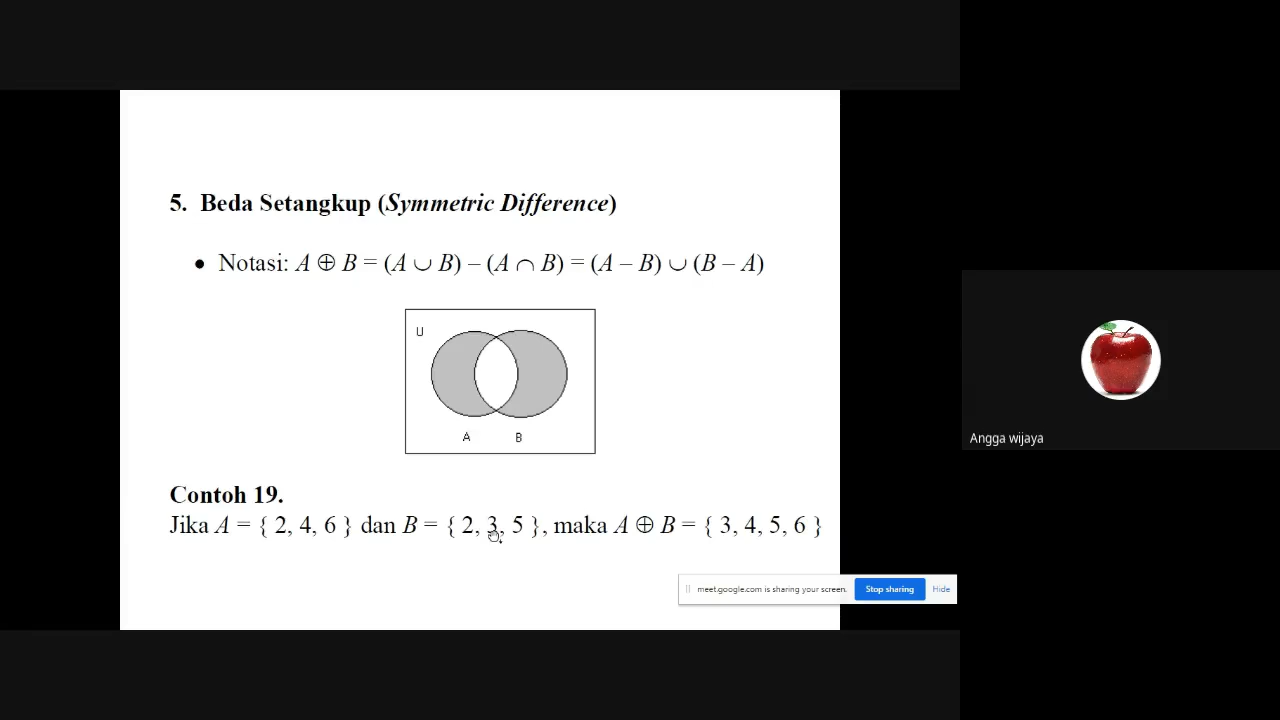 5. Beda Setangkup (Symmetric Difference)
• Notasi: A ⊕ B = (A ∪ B) – (A ∩ B) = (A – B) ∪ (B – A)
U
A B
Contoh 19.
Jika A = { 2, 4, 6 } dan B = { 2, 3, 5 }, maka A ⊕ B = { 3, 4, 5, 6 }
meet.google.com is sharing your screen. Stop sharing Hide
Angga wijaya